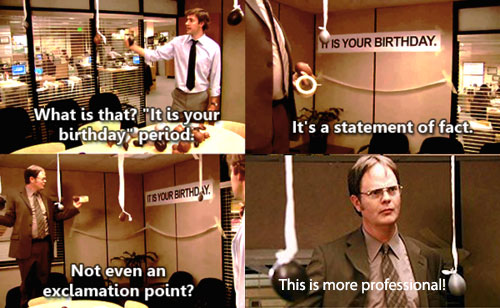 What is that? "It is your
birthday" period.
IT IS YOUR BIRTHDAY.
It's a statement of fact.
IT IS YOUR BIRTHDAY.
Not even an
exclamation point?
This is more professional!